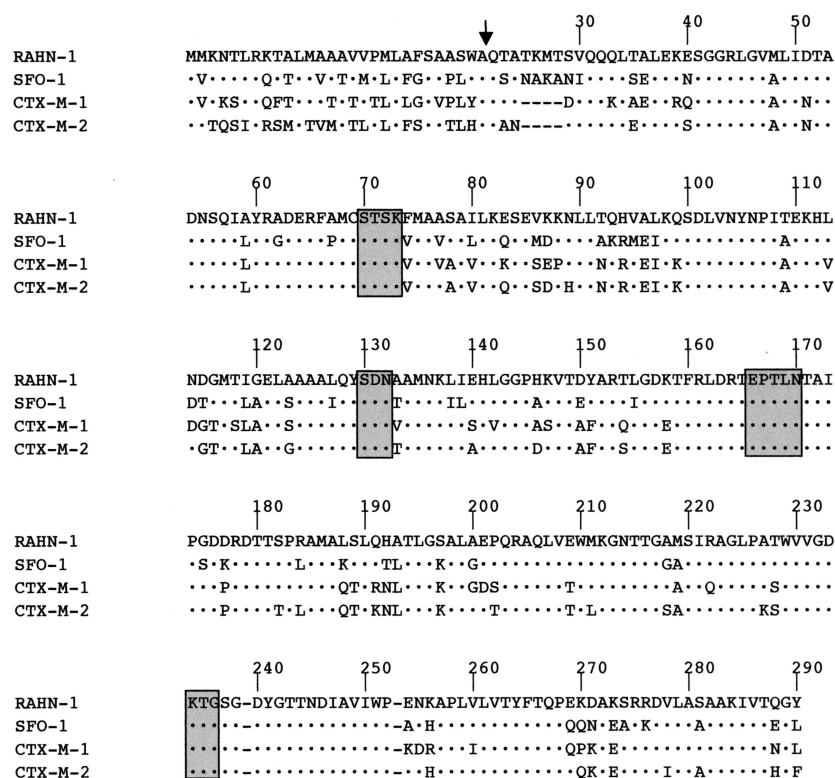 30 40 50
RAHN-1 MMKNTLRKTALMAAAVVPMLAFSAASWAQTATKMTSVQQQLTALEKESGGRLGVMLIDTA
SFO-1 ·V·····Q·T··V·T·M·L·FG··PL····S·NAKANI····SE····N·······A·····
CTX-M-1 ·V·KS··QFT···T·T·TL·LG·VPLY······----D···K·AE··RQ·······A··N··
CTX-M-2 ··TQSI·RSM·TVM·TL·L·FS··TLH··AN----······E····S·······A··N··
60 70 80 90 100 110
RAHN-1 DNSQIAYRADERFAMCSTSKFMAASAILKESEVKKNLLTQHVALKQSDLVNYNPITEKHL
SFO-1 ·····L··G····P······V··V··L··Q··MD····AKRMEI···········A····
CTX-M-1 ·····L··············V··VA·V··K··SEP···N·R·EI·K·········A···V
CTX-M-2 ·····L··············V···A·V··Q··SD·H··N·R·EI·K·········A···V
120 130 140 150 160 170
RAHN-1 NDGMTIGELAAAALQYSDNAAMNKLIEHLGGPHKVTDYARTLGDKTFRLDRTEPTLNTAI
SFO-1 DT···LA··S···I·····T····IL·······A···E····I·················
CTX-M-1 DGT·SLA··S·········V······S·V···AS··AF···Q···E··············
CTX-M-2 ·GT··LA··G·········T······A·····D···AF···S···E··············
180 190 200 210 220 230
RAHN-1 PGDDRDTTSPRAMALSLQHATLGSALAEPQRAQLVEWMKGNTTGAMSIRAGLPATWVVGD
SFO-1 ·S·K······L···K···TL···K··G·················GA··············
CTX-M-1 ···P··········QT·RNL···K··GDS······T·········A··Q·····S·····
CTX-M-2 ···P····T·L···QT·KNL···K·····T·····T·L······SA········KS····
240 250 260 270 280 290
RAHN-1 KTGSG-DYGTTNDIAVIWP-ENKAPLVLVTYFTQPEKDAKSRRDVLASAAKIVTQGY
SFO-1 ·····-·············-A·H············QQN·EA·K····A······H·L
CTX-M-1 ·····-·············-KDR···I········QPK·E·······A······N·L
CTX-M-2 ·····-·············-··H············QK·E····I··A······H·F